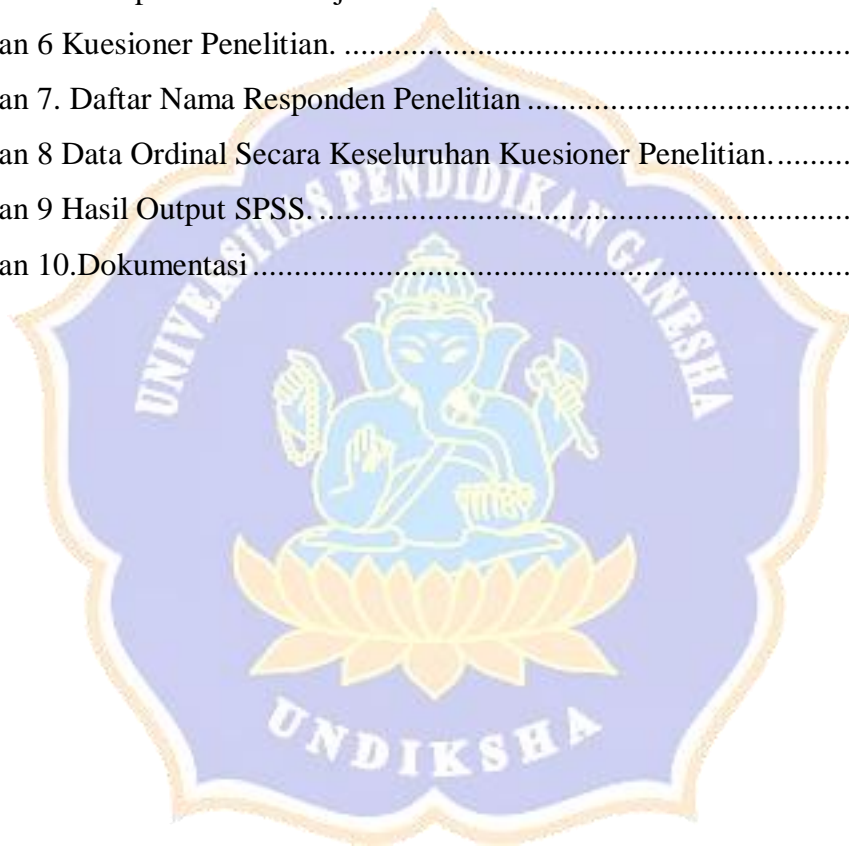 an 6 Kuesioner Penelitian. ..............................................................
an 7. Daftar Nama Responden Penelitian ........................................
an 8 Data Ordinal Secara Keseluruhan Kuesioner Penelitian..........
an 9 Hasil Output SPSS. .................................................................
an 10.Dokumentasi .........................................................................
UNIVERSITAS PENDIDIKAN GANESHA
UNDIKSHA